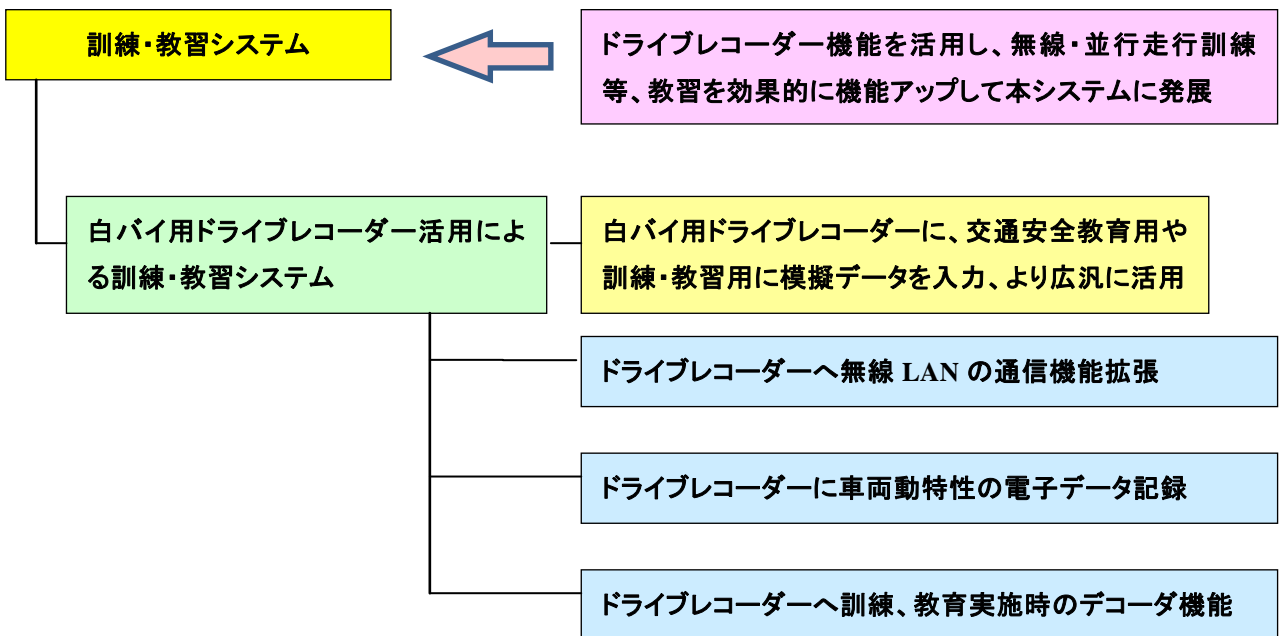 訓練・教習システム
ドライブレコーダー機能を活用し、無線・並行走行訓練
等、教習を効果的に機能アップして本システムに発展
白バイ用ドライブレコーダー活用によ
る訓練・教習システム
白バイ用ドライブレコーダーに、交通安全教育用や
訓練・教習用に模擬データを入力、より広汎に活用
ドライブレコーダーへ無線 LAN の通信機能拡張
ドライブレコーダーに車両動特性の電子データ記録
ドライブレコーダーへ訓練、教育実施時のデコーダ機能